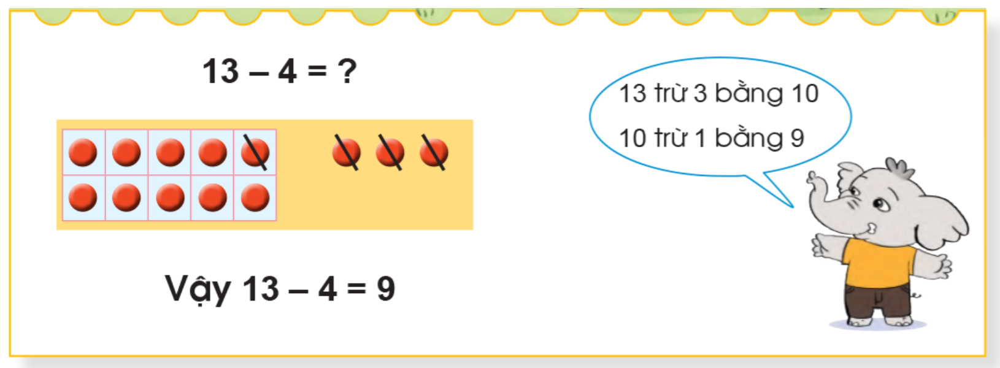 13 – 4 = ?
13 trừ 3 bằng 10
10 trừ 1 bằng 9
Vậy 13 – 4 = 9